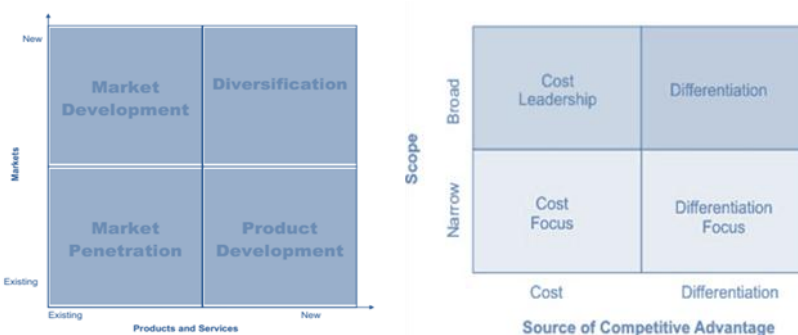 New
Market
Development
Diversification
Markets
Market
Penetration
Product
Development
Existing
Existing
New
Products and Services
Scope
Broad
Narrow
Cost
Leadership
Differentiation
Cost
Focus
Differentiation
Focus
Cost
Differentiation
Source of Competitive Advantage